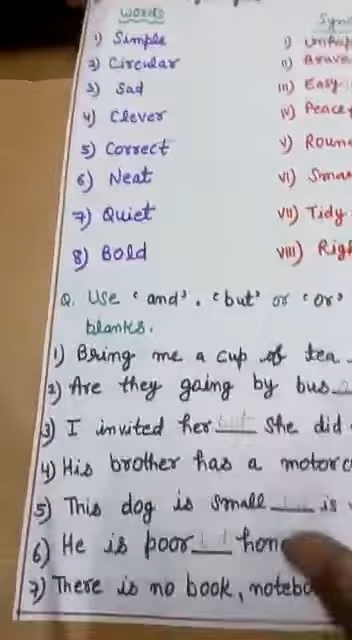 Words
1) Simple i)
2) Circular ii) Brave
3) Sad iii) Easy
4) Clever iv) Peace
5) Correct v) Roun
6) Neat vi) Smar
7) Quiet vii) Tidy
8) Bold viii) Righ
Q. Use 'and', 'but' or 'or'
blanks.
1) Bring me a cup of tea
2) Are they going by bus
3) I invited her ___ She did
4) His brother has a motorc
5) This dog is small ___ is
6) He is poor ___ hon
7) There is no book, notebo